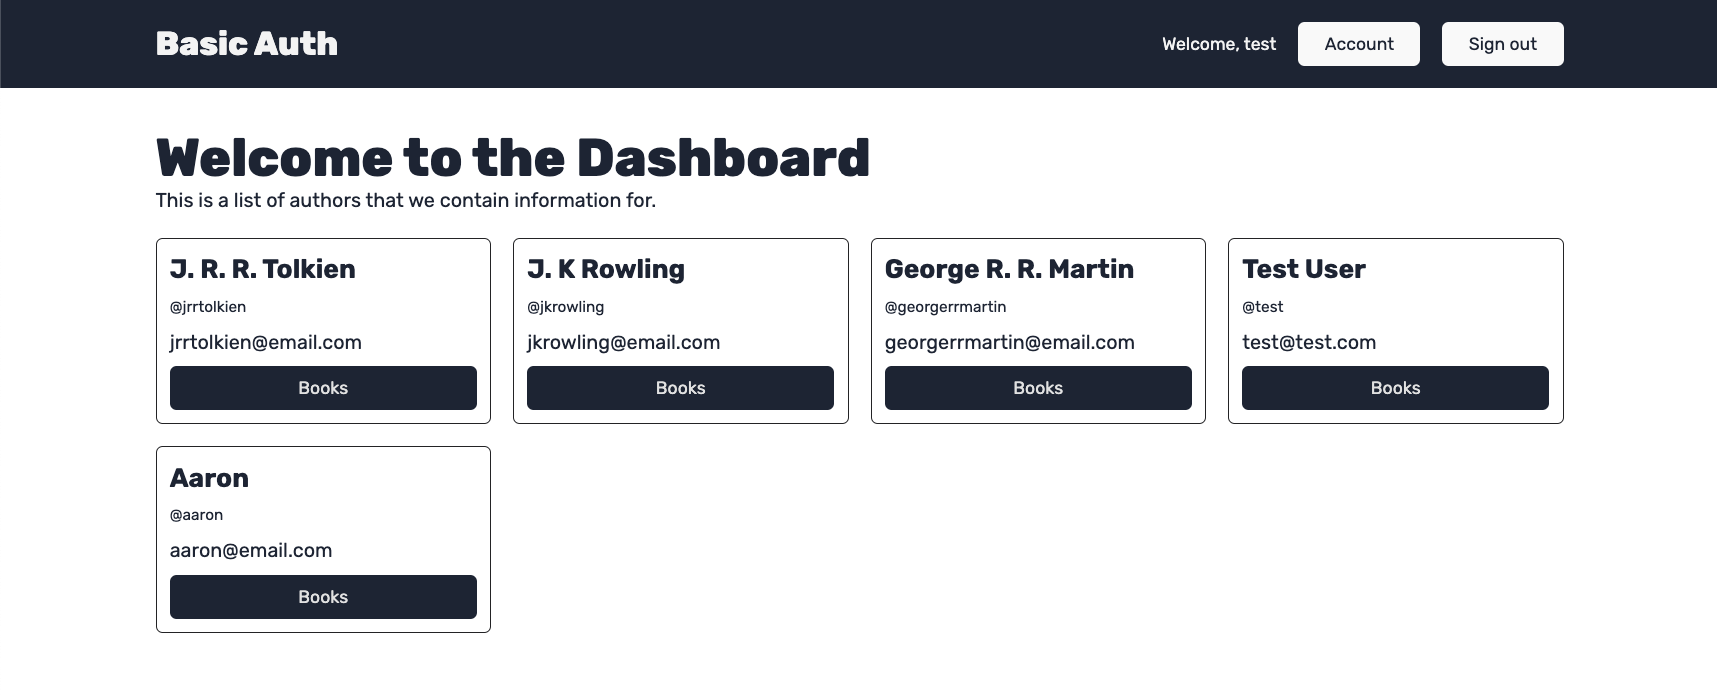 Basic Auth
Welcome, test
Account
Sign out
Welcome to the Dashboard
This is a list of authors that we contain information for.
J. R. R. Tolkien
@jrrtolkien
jrrtolkien@email.com
Books
J. K Rowling
@jkrowling
jkrowling@email.com
Books
George R. R. Martin
@georgerrmartin
georgerrmartin@email.com
Books
Test User
@test
test@test.com
Books
Aaron
@aaron
aaron@email.com
Books